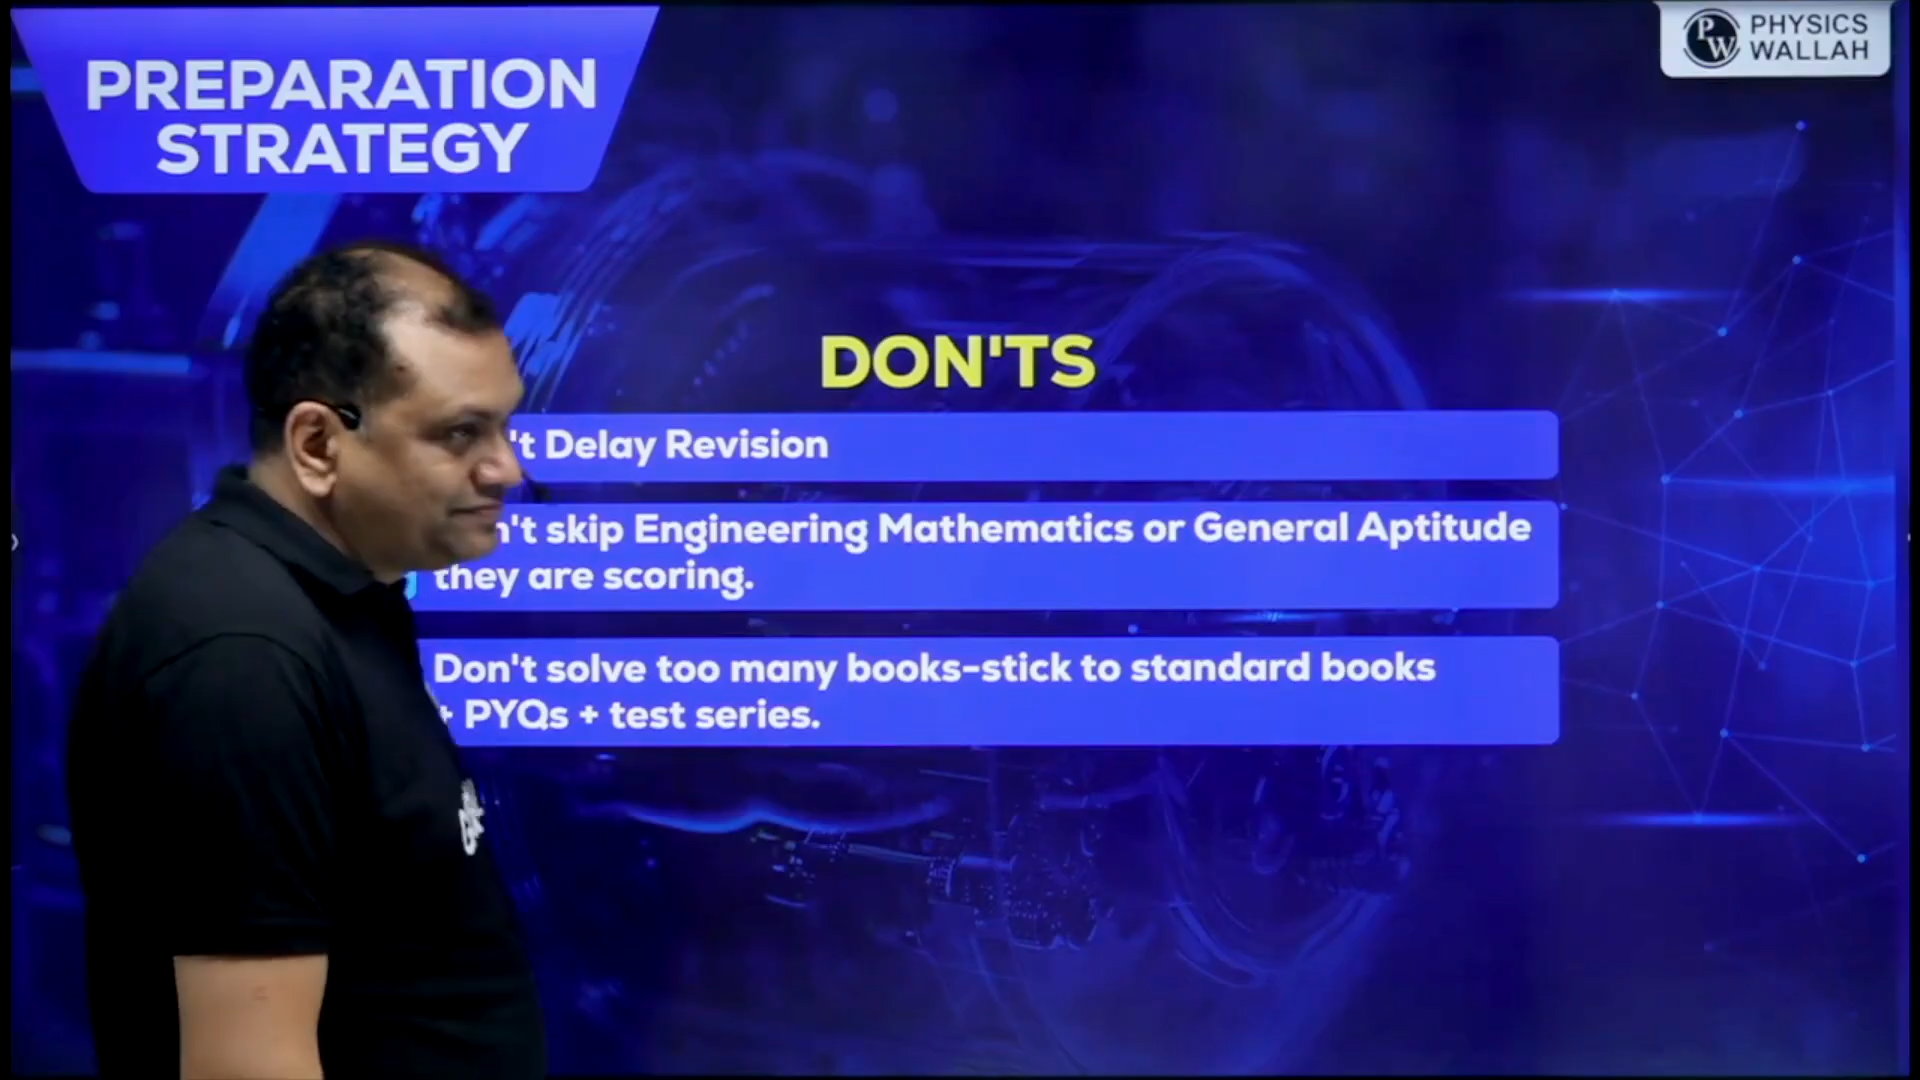 PREPARATION
STRATEGY
PW
PHYSICS
WALLAH
DON'TS
't Delay Revision
n't skip Engineering Mathematics or General Aptitude
they are scoring.
Don't solve too many books-stick to standard books
+ PYQs + test series.